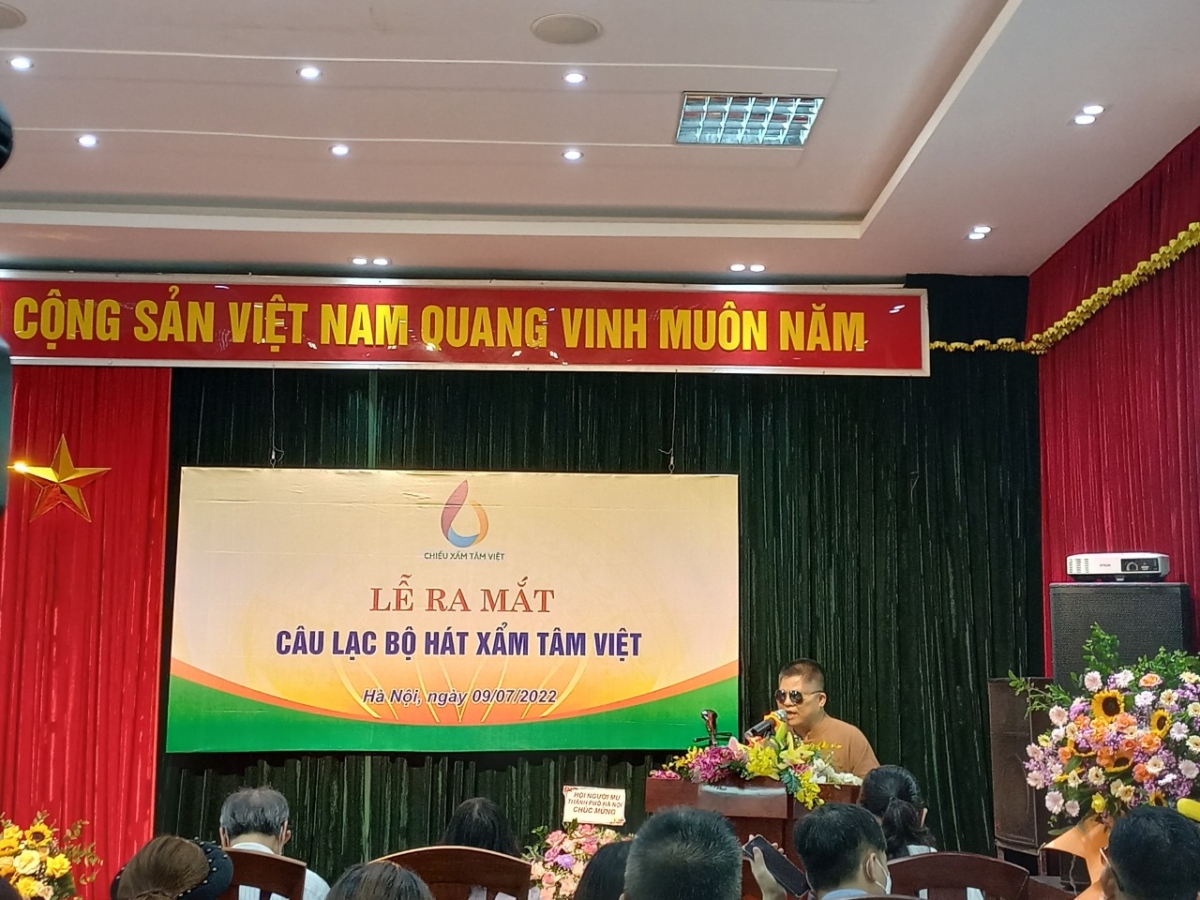 CỘNG SẢN VIỆT NAM QUANG VINH MUÔN NĂM
CHIẾU XẨM TÂM VIỆT
LỄ RA MẮT
CÂU LẠC BỘ HÁT XẨM TÂM VIỆT
Hà Nội, ngày 09/07/2022
EPSON
HỘI NGƯỜI MÙ
THÀNH PHỐ HÀ NỘI
CHÚC MỪNG